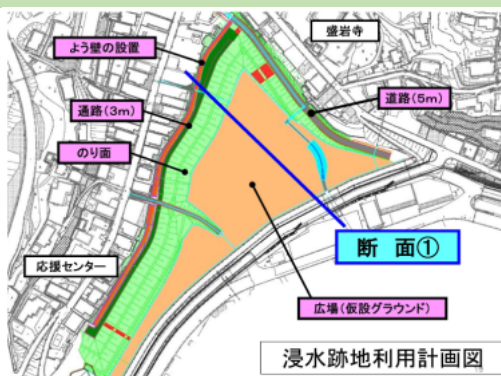 よう壁の設置
盛岩寺
通路(3m)
道路(5m)
のり面
断 面①
応援センター
広場(仮設グラウンド)
浸水跡地利用計画図